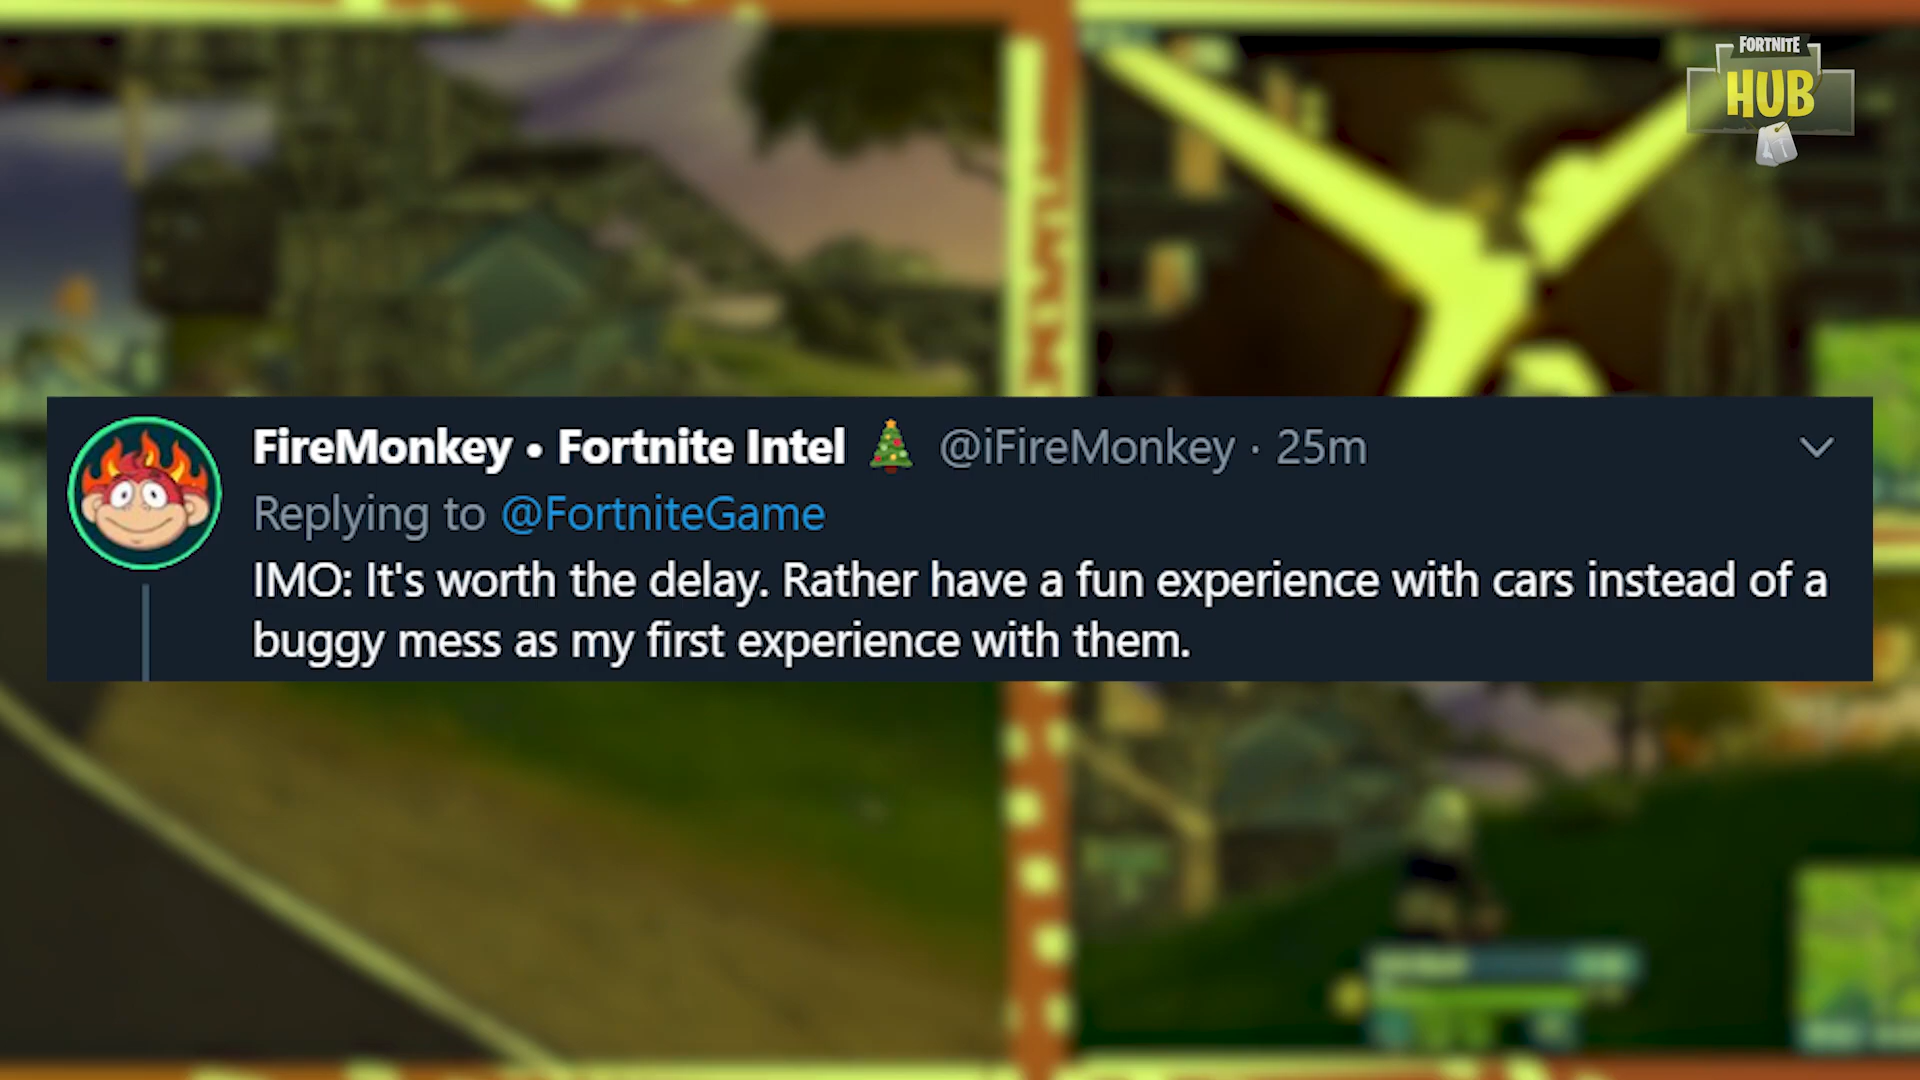 FORTNITE
HUB
FireMonkey • Fortnite Intel 🎄 @iFireMonkey · 25m
Replying to @FortniteGame
IMO: It's worth the delay. Rather have a fun experience with cars instead of a
buggy mess as my first experience with them.